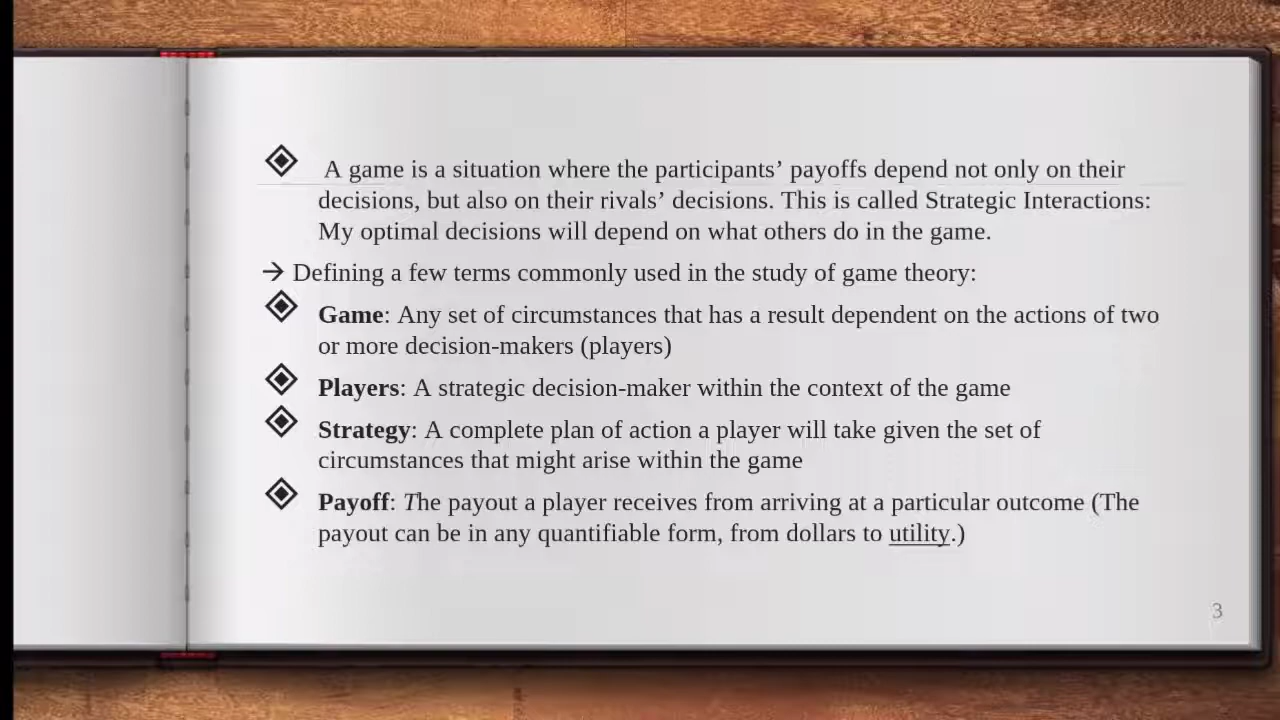 A game is a situation where the participants’ payoffs depend not only on their
decisions, but also on their rivals’ decisions. This is called Strategic Interactions:
My optimal decisions will depend on what others do in the game.
→ Defining a few terms commonly used in the study of game theory:
Game: Any set of circumstances that has a result dependent on the actions of two
or more decision-makers (players)
Players: A strategic decision-maker within the context of the game
Strategy: A complete plan of action a player will take given the set of
circumstances that might arise within the game
Payoff: The payout a player receives from arriving at a particular outcome (The
payout can be in any quantifiable form, from dollars to utility.)
3